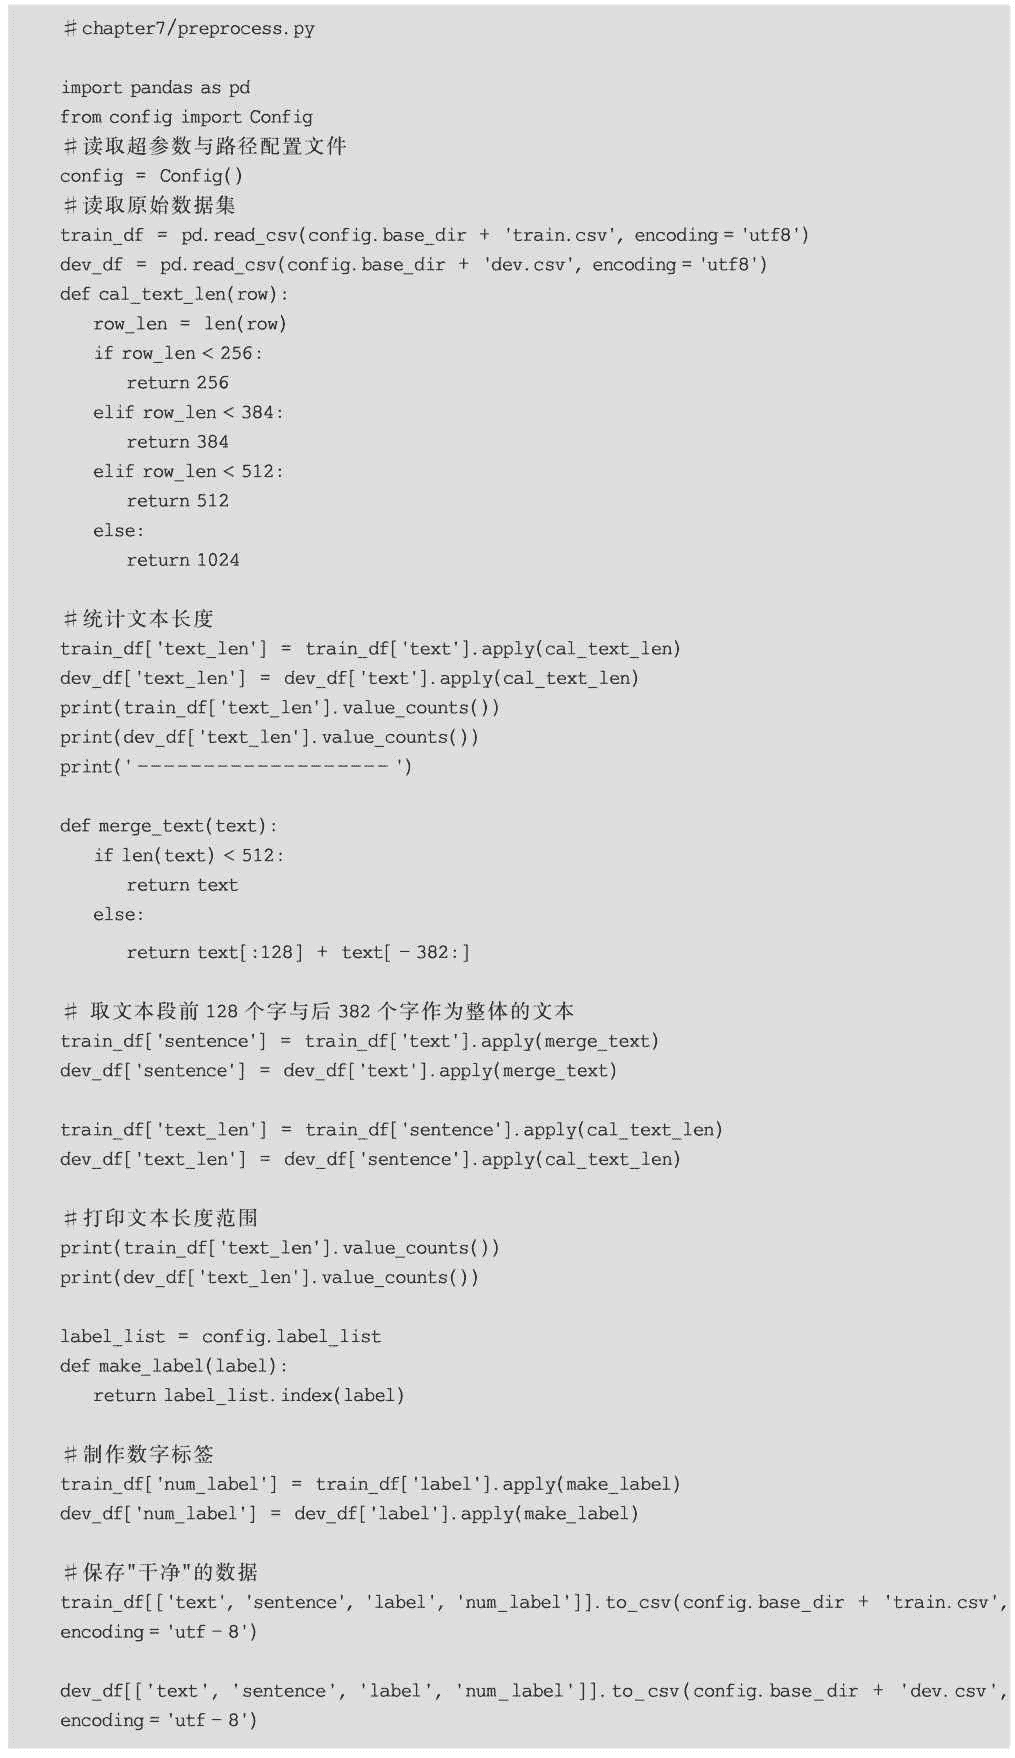 #chapter7/preprocess.py
import pandas as pd
from config import Config
#读取超参数与路径配置文件
config = Config()
#读取原始数据集
train_df = pd.read_csv(config.base_dir + 'train.csv', encoding='utf8')
dev_df = pd.read_csv(config.base_dir + 'dev.csv', encoding='utf8')
def cal_text_len(row):
    row_len = len(row)
    if row_len < 256:
        return 256
    elif row_len < 384:
        return 384
    elif row_len < 512:
        return 512
    else:
        return 1024
#统计文本长度
train_df['text_len'] = train_df['text'].apply(cal_text_len)
dev_df['text_len'] = dev_df['text'].apply(cal_text_len)
print(train_df['text_len'].value_counts())
print(dev_df['text_len'].value_counts())
print('-------------------')
def merge_text(text):
    if len(text) < 512:
        return text
    else:
        return text[:128] + text[-382:]
# 取文本段前 128 个字与后 382 个字作为整体的文本
train_df['sentence'] = train_df['text'].apply(merge_text)
dev_df['sentence'] = dev_df['text'].apply(merge_text)
train_df['text_len'] = train_df['sentence'].apply(cal_text_len)
dev_df['text_len'] = dev_df['sentence'].apply(cal_text_len)
#打印文本长度范围
print(train_df['text_len'].value_counts())
print(dev_df['text_len'].value_counts())
label_list = config.label_list
def make_label(label):
    return label_list.index(label)
#制作数字标签
train_df['num_label'] = train_df['label'].apply(make_label)
dev_df['num_label'] = dev_df['label'].apply(make_label)
#保存"干净"的数据
train_df[['text', 'sentence', 'label', 'num_label']].to_csv(config.base_dir + 'train.csv',
encoding='utf-8')
dev_df[['text', 'sentence', 'label', 'num_label']].to_csv(config.base_dir + 'dev.csv',
encoding='utf-8')